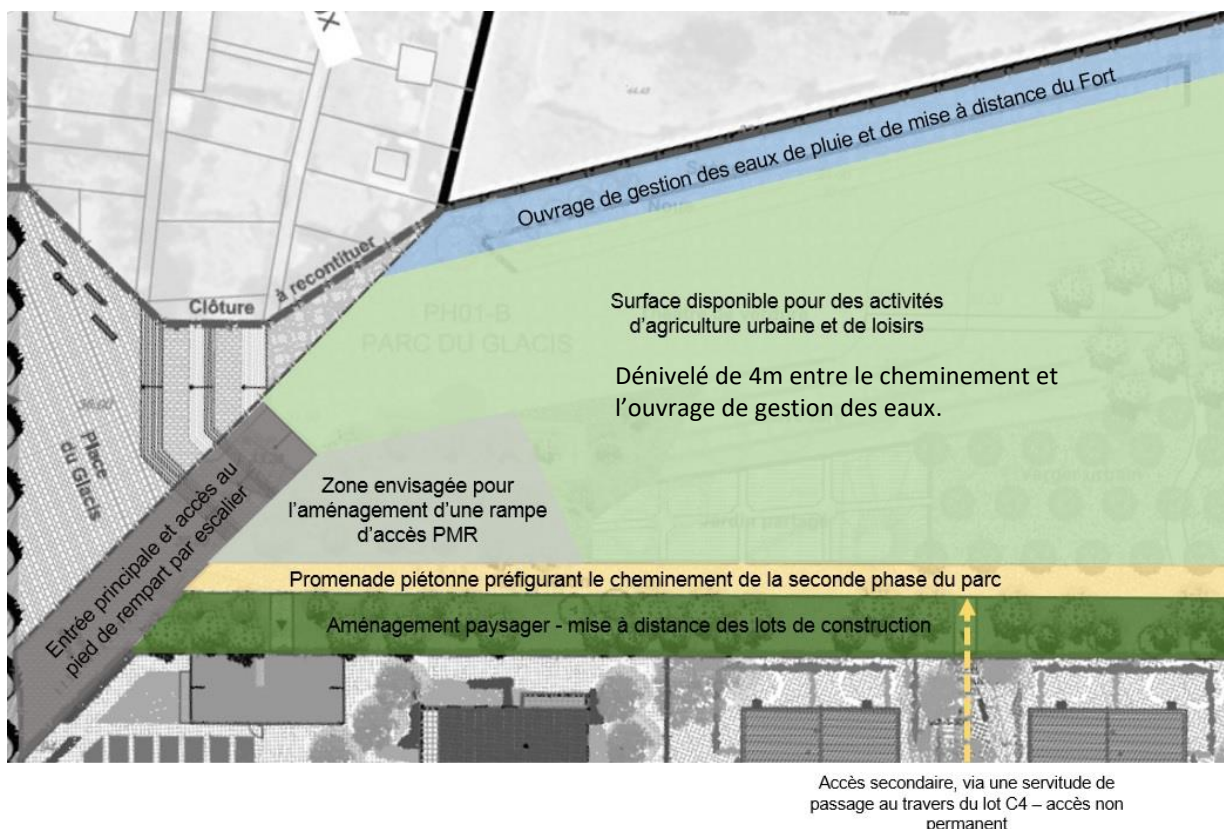 Ouvrage de gestion des eaux de pluie et de mise à distance du Fort
Clôture
à recontituer
Surface disponible pour des activités
d'agriculture urbaine et de loisirs
PH01-B
PARC DU GLACIS
Dénivelé de 4m entre le cheminement et
l'ouvrage de gestion des eaux.
Place
du Glacis
Zone envisagée pour
l'aménagement d'une rampe
d'accès PMR
Jardin partagé
Entrée principale et accès au
pied de rempart par escalier
Promenade piétonne préfigurant le cheminement de la seconde phase du parc
Aménagement paysager - mise à distance des lots de construction
Accès secondaire, via une servitude de
passage au travers du lot C4 – accès non
permanent